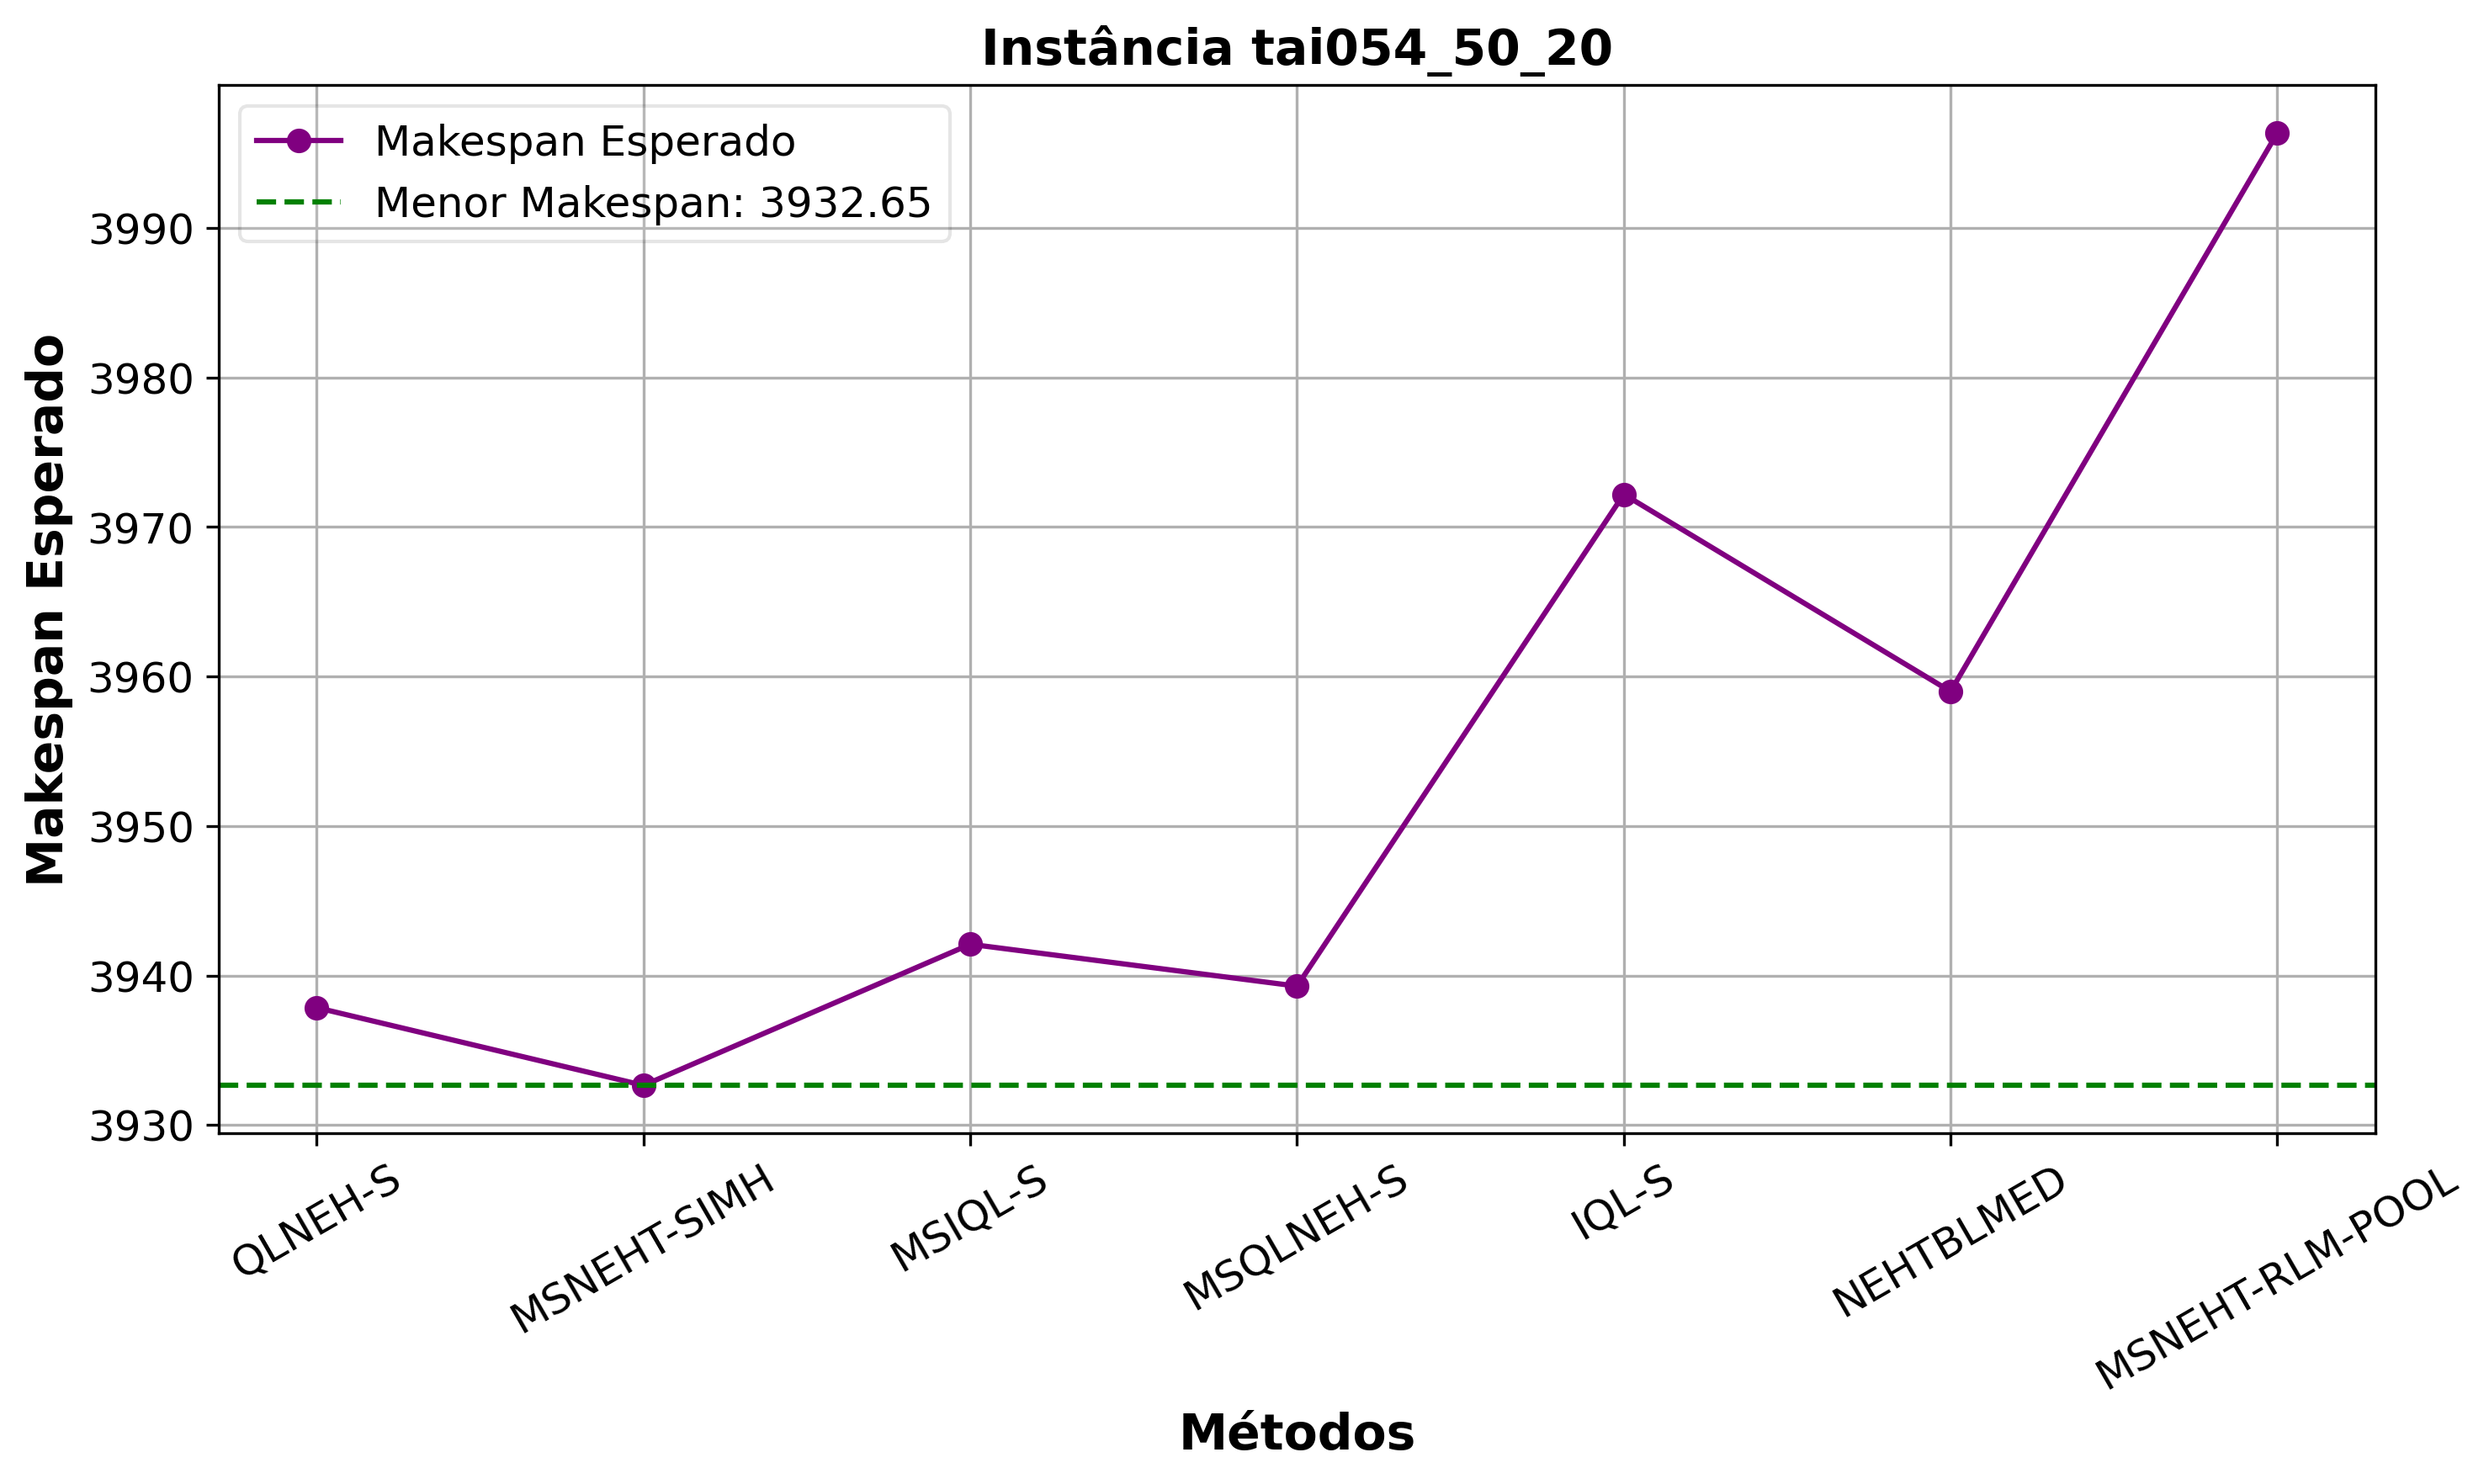 Instância tai054_50_20
Makespan Esperado
Menor Makespan: 3932.65
Makespan Esperado
3990
3980
3970
3960
3950
3940
3930
QLNEH-S
MSNEHT-SIMH
MSIQL-S
MSQLNEH-S
IQL-S
NEHTBLMED
MSNEHT-RLM-POOL
Métodos